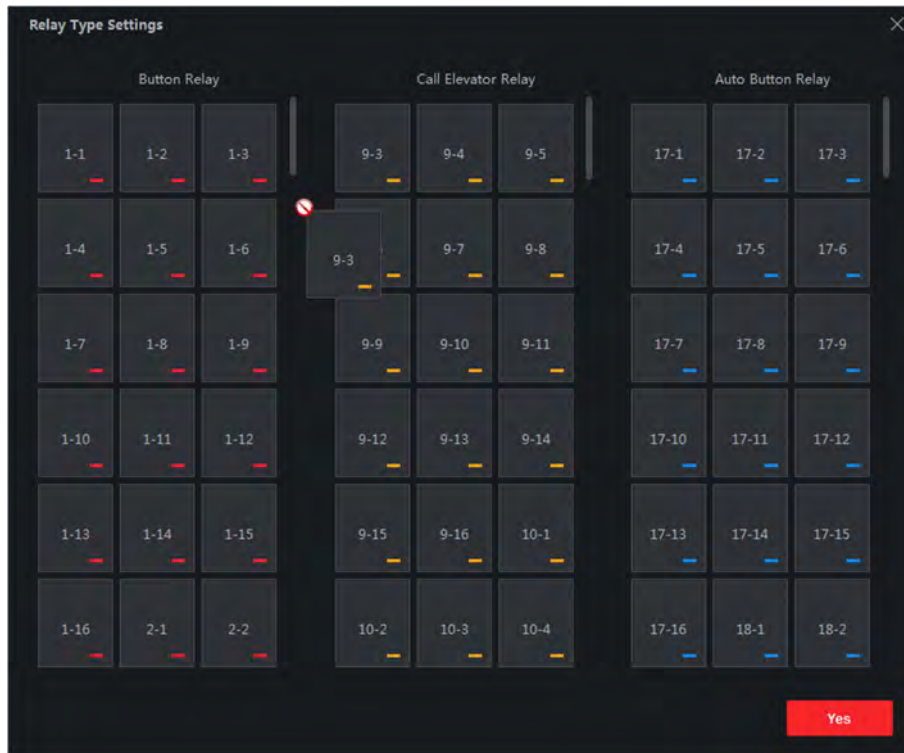 Relay Type Settings
Button Relay Call Elevator Relay Auto Button Relay
1-1 1-2 1-3 9-3 9-4 9-5 17-1 17-2 17-3
1-4 1-5 1-6 9-7 9-8 17-4 17-5 17-6
9-3
1-7 1-8 1-9 9-9 9-10 9-11 17-7 17-8 17-9
1-10 1-11 1-12 9-12 9-13 9-14 17-10 17-11 17-12
1-13 1-14 1-15 9-15 9-16 10-1 17-13 17-14 17-15
1-16 2-1 2-2 10-2 10-3 10-4 17-16 18-1 18-2
Yes